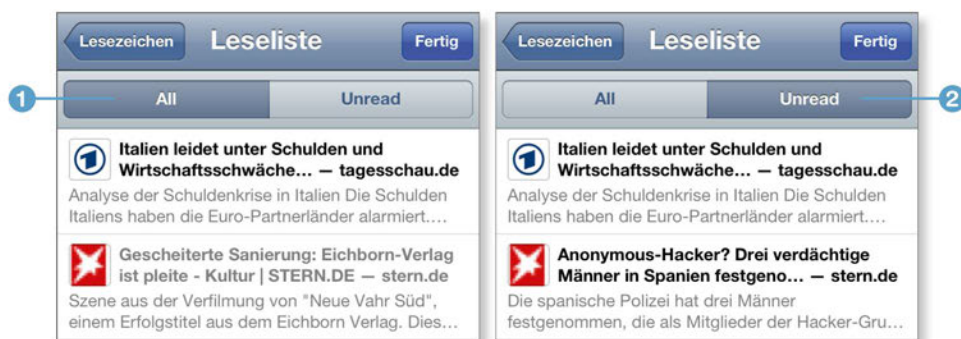 Lesezeichen Leseliste Fertig
1 All Unread
Italien leidet unter Schulden und
Wirtschaftsschwäche... — tagesschau.de
Analyse der Schuldenkrise in Italien Die Schulden
Italiens haben die Euro-Partnerländer alarmiert....
Gescheiterte Sanierung: Eichborn-Verlag
ist pleite - Kultur | STERN.DE — stern.de
Szene aus der Verfilmung von "Neue Vahr Süd",
einem Erfolgstitel aus dem Eichborn Verlag. Dies...
Lesezeichen Leseliste Fertig
All Unread 2
Italien leidet unter Schulden und
Wirtschaftsschwäche... — tagesschau.de
Analyse der Schuldenkrise in Italien Die Schulden
Italiens haben die Euro-Partnerländer alarmiert....
Anonymous-Hacker? Drei verdächtige
Männer in Spanien festgeno... — stern.de
Die spanische Polizei hat drei Männer
festgenommen, die als Mitglieder der Hacker-Gru...